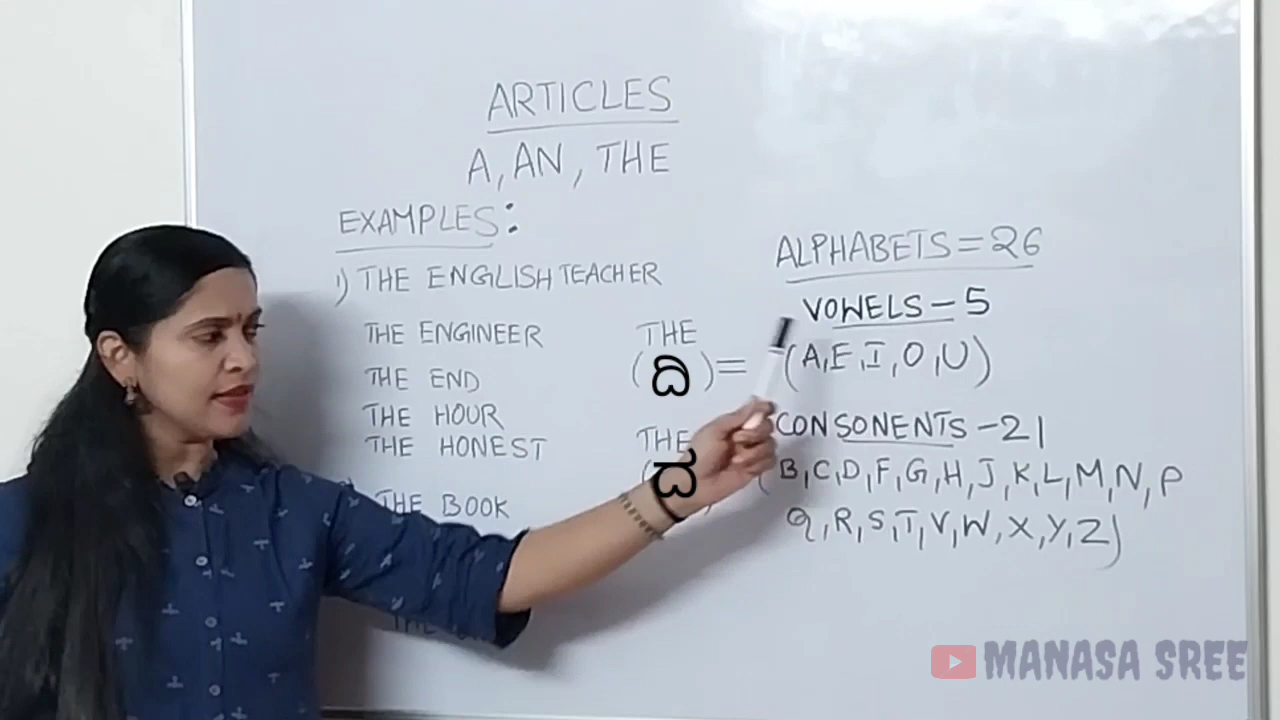 ARTICLES
A, AN, THE
EXAMPLES:
1) THE ENGLISH TEACHER
THE ENGINEER
THE END
THE HOUR
THE HONEST
THE BOOK
THE
THE
(ದಿ) =
THE
ದ
ALPHABETS = 26
VOWELS - 5
(A, E, I, O, U)
CONSONENTS - 21
(B, C, D, F, G, H, J, K, L, M, N, P
Q, R, S, T, V, W, X, Y, Z)
MANASA SREE